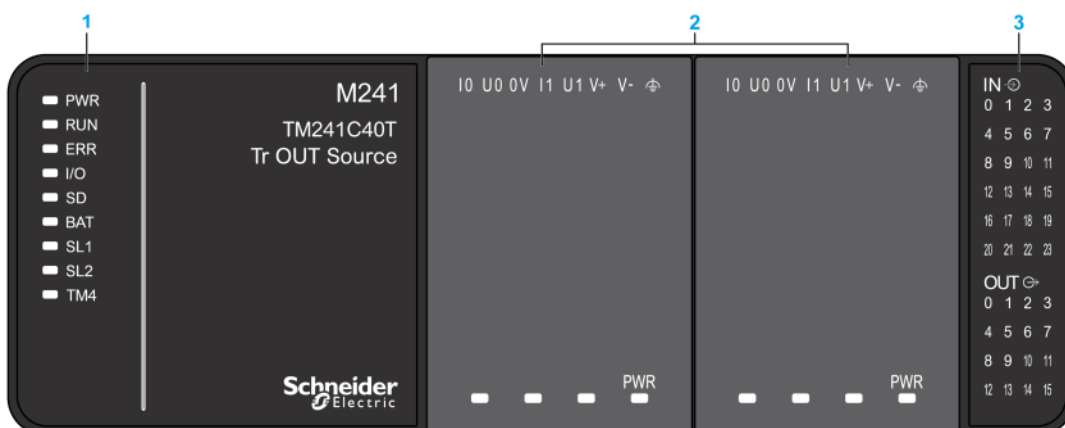 1
2
3
PWR
RUN
ERR
I/O
SD
BAT
SL1
SL2
TM4
M241
TM241C40T
Tr OUT Source
Schneider
Electric
I0 U0 0V I1 U1 V+ V-
PWR
I0 U0 0V I1 U1 V+ V-
PWR
IN
0 1 2 3
4 5 6 7
8 9 10 11
12 13 14 15
16 17 18 19
20 21 22 23
OUT
0 1 2 3
4 5 6 7
8 9 10 11
12 13 14 15